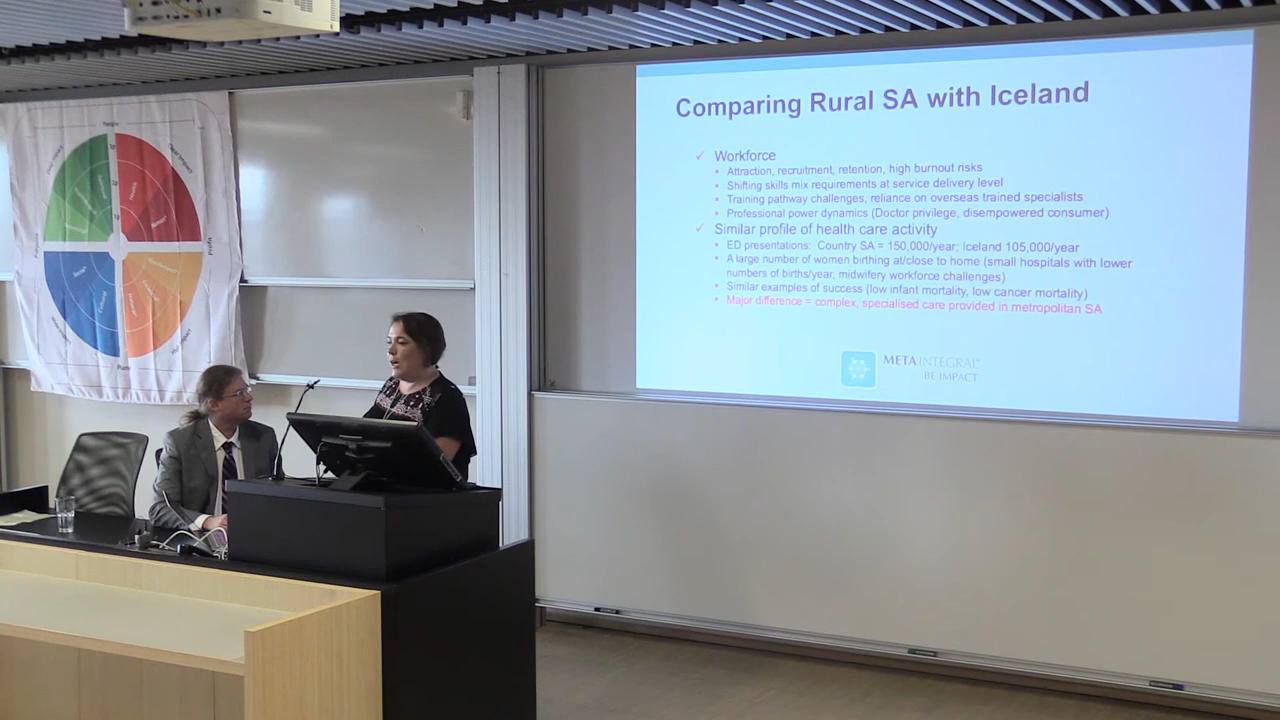 Comparing Rural SA with Iceland
Workforce
Attraction, recruitment, retention, high burnout risks
Shifting skills mix requirements at service delivery level
Training pathway challenges, reliance on overseas trained specialists
Professional power dynamics (Doctor privilege, disempowered consumer)
Similar profile of health care activity
ED presentations: Country SA = 150,000/year; Iceland 105,000/year
A large number of women birthing at/close to home (small hospitals with lower
numbers of births/year, midwifery workforce challenges)
Similar examples of success (low infant mortality, low cancer mortality)
Major difference = complex, specialised care provided in metropolitan SA
METAINTEGRAL
BE IMPACT
People